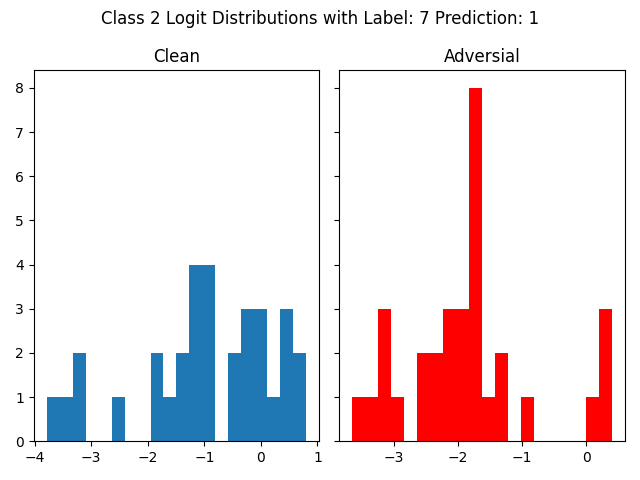 Class 2 Logit Distributions with Label: 7 Prediction: 1
Clean
Adversial
8
7
6
5
4
3
2
1
0
−4 −3 −2 −1 0 1
−3 −2 −1 0